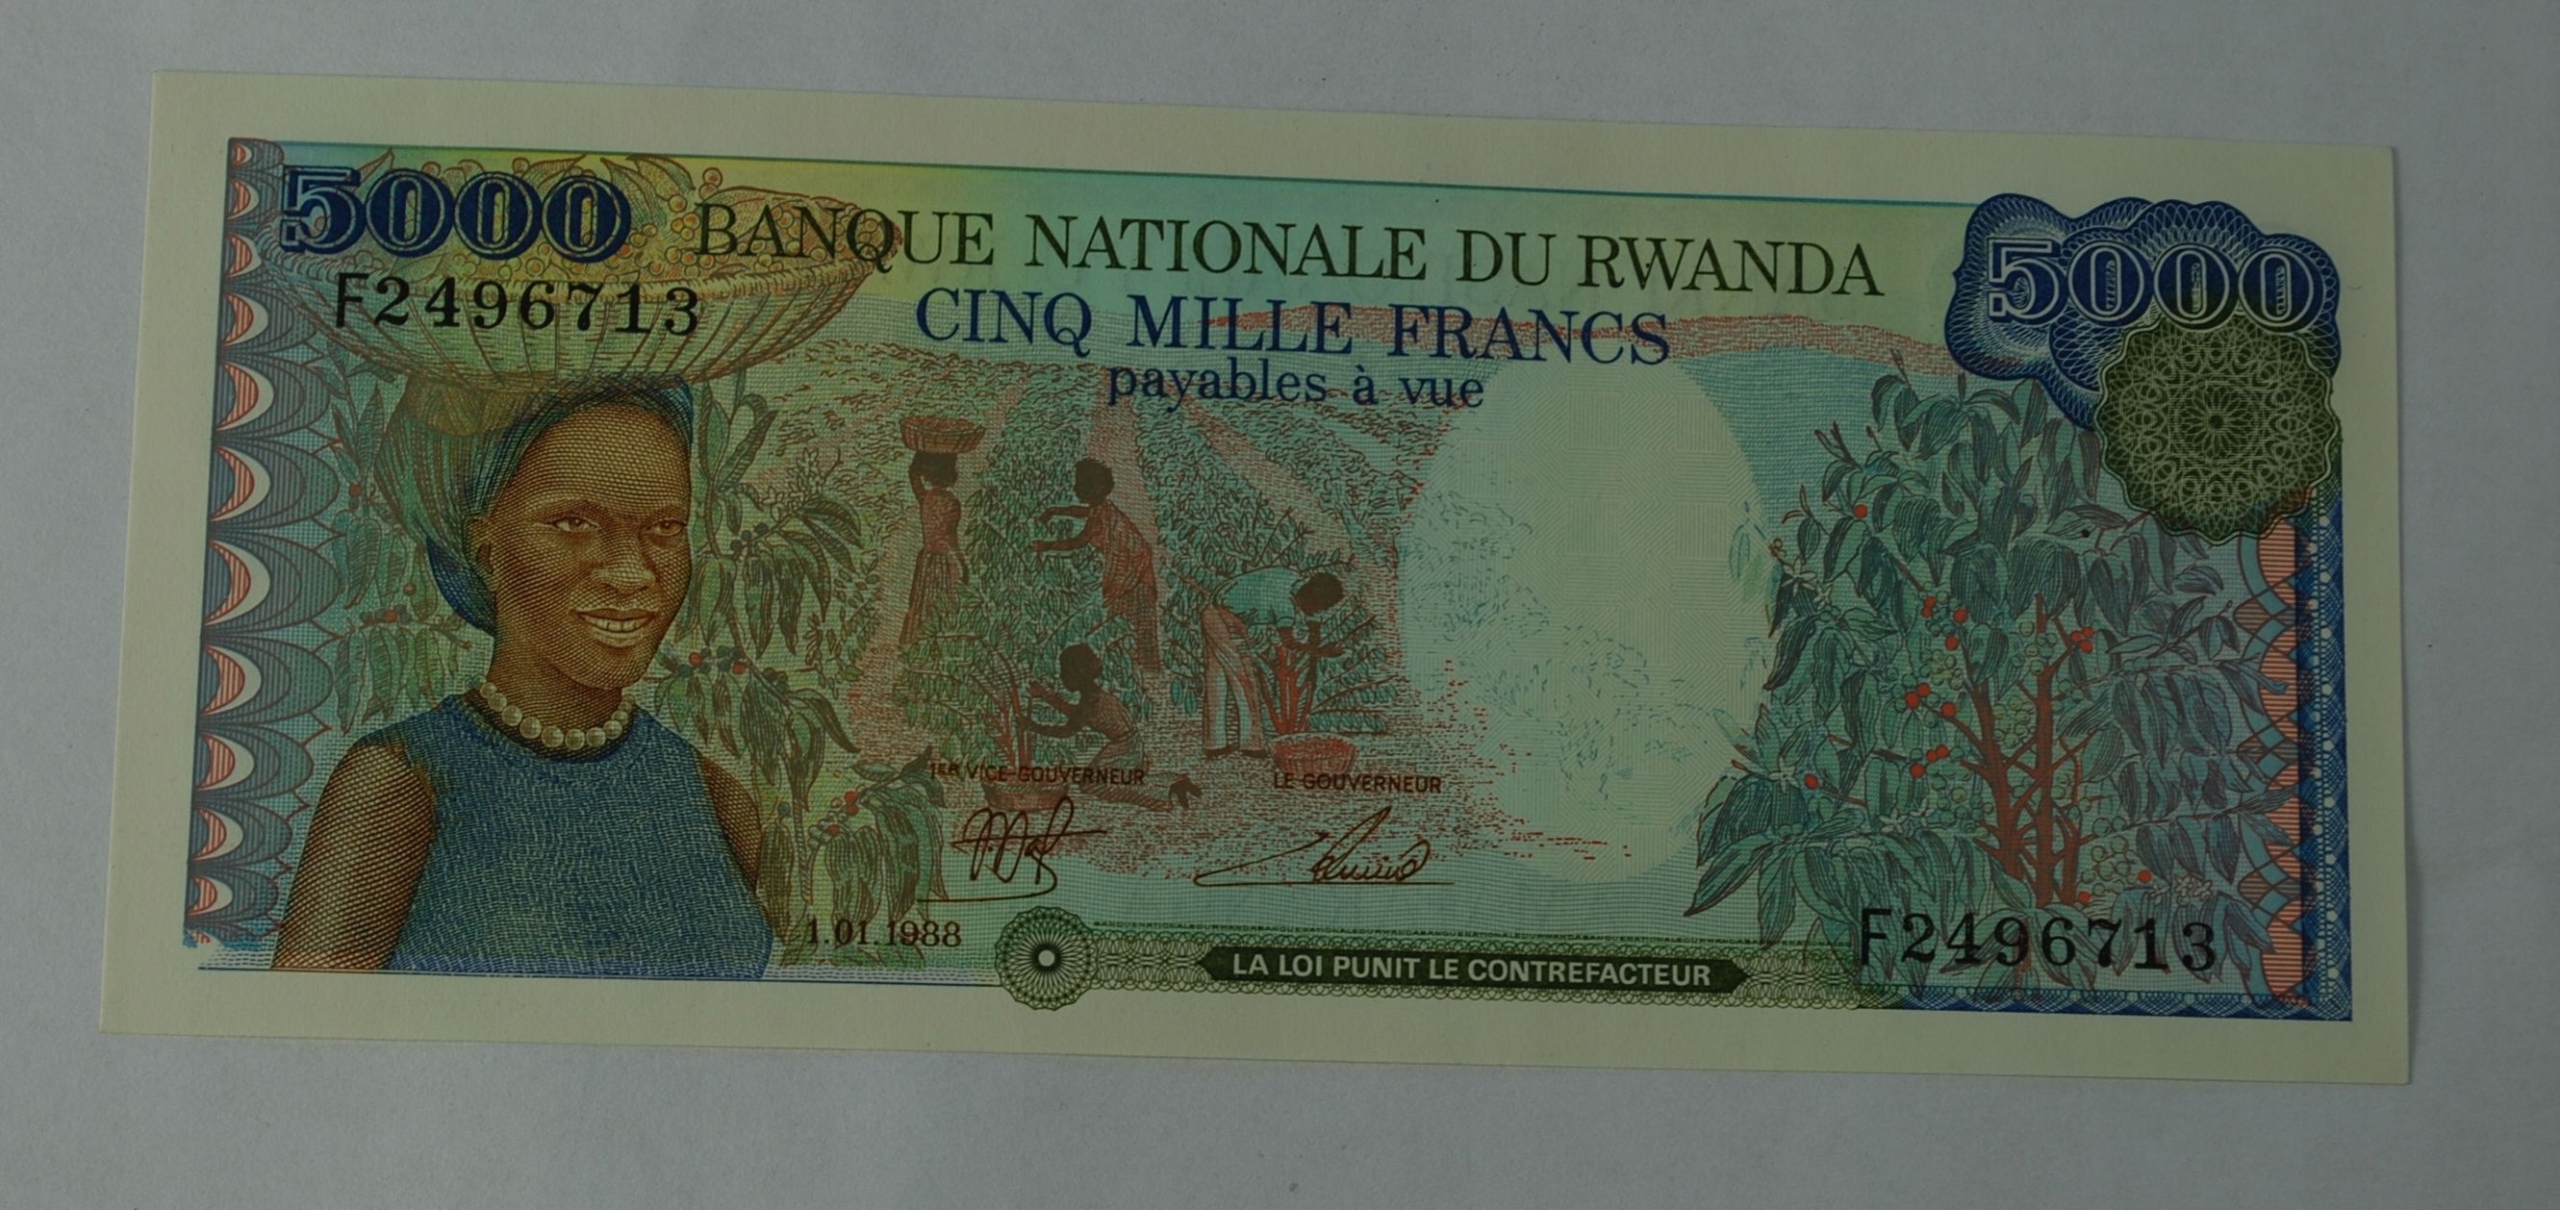 5000
BANQUE NATIONALE DU RWANDA
5000
F2496713
CINQ MILLE FRANCS
payables à vue
1ER VICE-GOUVERNEUR
LE GOUVERNEUR
1.01.1988
LA LOI PUNIT LE CONTREFACTEUR
F2496713